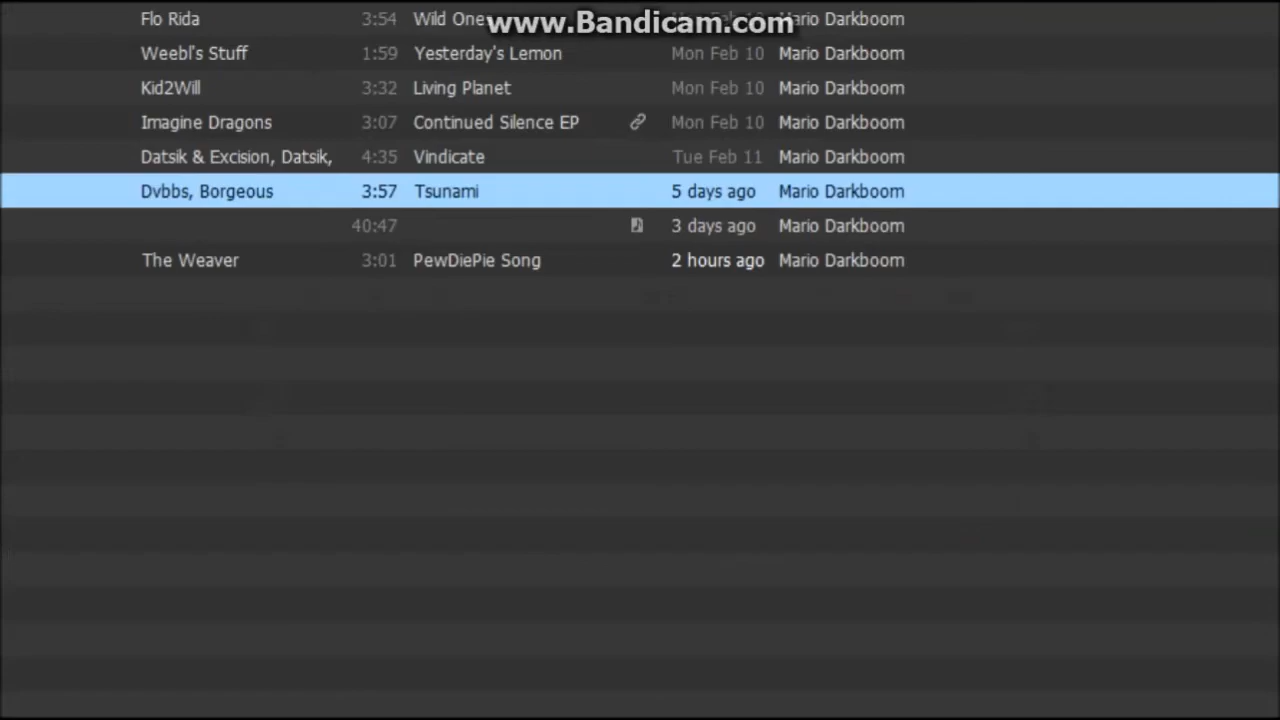 www.Bandicam.com
Flo Rida 3:54 Wild Ones Mario Darkboom
Weebl's Stuff 1:59 Yesterday's Lemon Mon Feb 10 Mario Darkboom
Kid2Will 3:32 Living Planet Mon Feb 10 Mario Darkboom
Imagine Dragons 3:07 Continued Silence EP Mon Feb 10 Mario Darkboom
Datsik & Excision, Datsik, 4:35 Vindicate Tue Feb 11 Mario Darkboom
Dvbbs, Borgeous 3:57 Tsunami 5 days ago Mario Darkboom
40:47 3 days ago Mario Darkboom
The Weaver 3:01 PewDiePie Song 2 hours ago Mario Darkboom